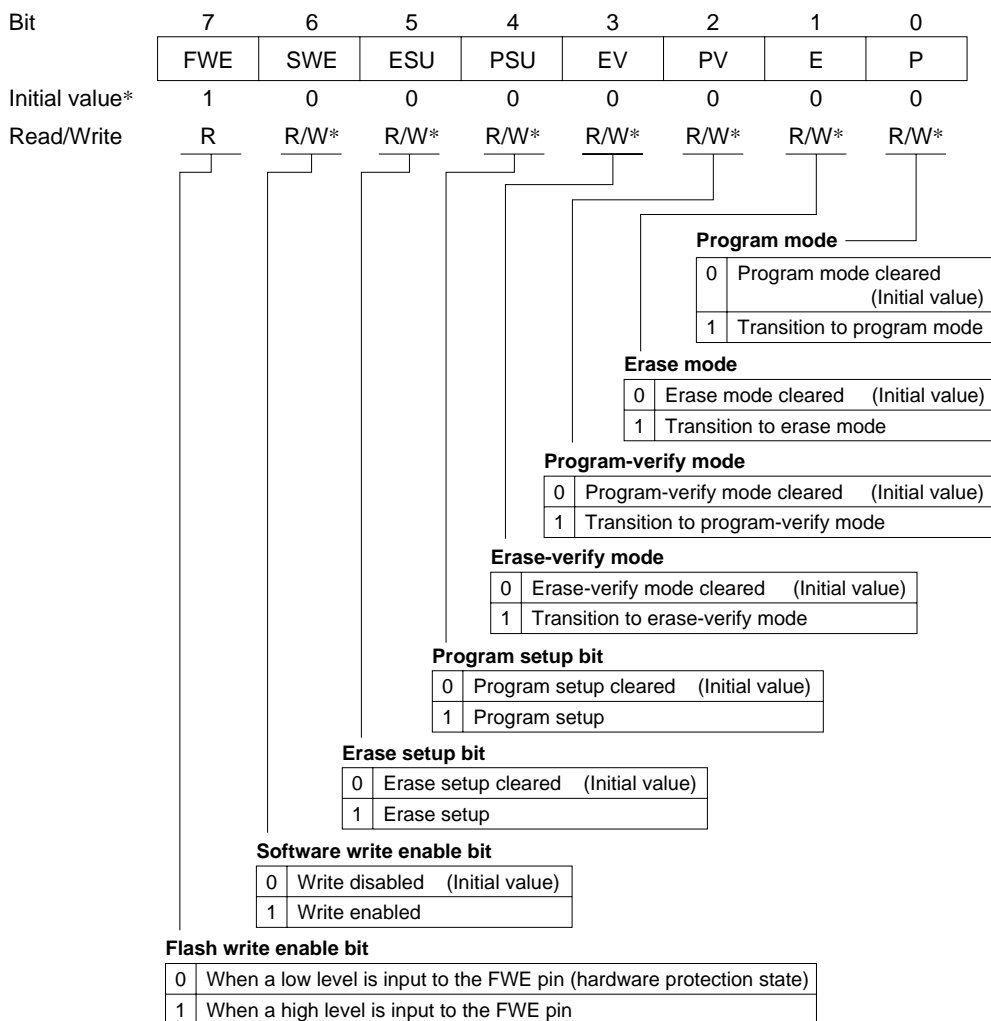 Bit 7 6 5 4 3 2 1 0
FWE SWE ESU PSU EV PV E P
Initial value* 1 0 0 0 0 0 0 0
Read/Write R R/W* R/W* R/W* R/W* R/W* R/W* R/W*
Program mode
0 Program mode cleared
(Initial value)
1 Transition to program mode
Erase mode
0 Erase mode cleared (Initial value)
1 Transition to erase mode
Program-verify mode
0 Program-verify mode cleared (Initial value)
1 Transition to program-verify mode
Erase-verify mode
0 Erase-verify mode cleared (Initial value)
1 Transition to erase-verify mode
Program setup bit
0 Program setup cleared (Initial value)
1 Program setup
Erase setup bit
0 Erase setup cleared (Initial value)
1 Erase setup
Software write enable bit
0 Write disabled (Initial value)
1 Write enabled
Flash write enable bit
0 When a low level is input to the FWE pin (hardware protection state)
1 When a high level is input to the FWE pin